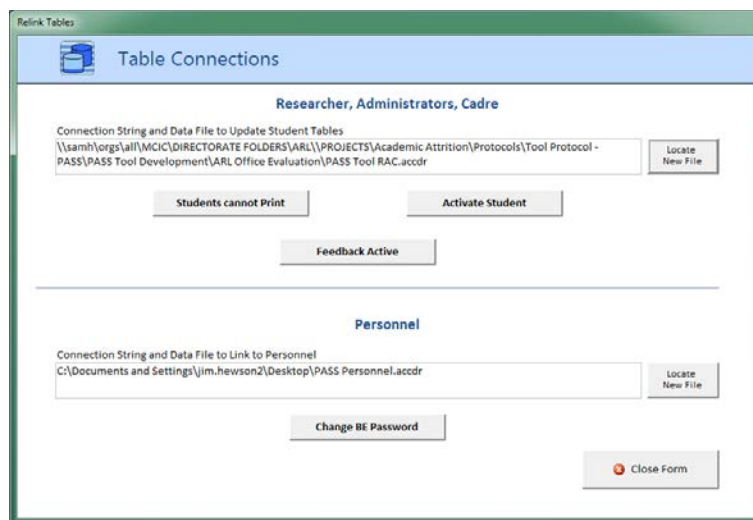 Relink Tables
Table Connections
Researcher, Administrators, Cadre
Connection String and Data File to Update Student Tables
\\samh\orgs\all\MCIC\DIRECTORATE FOLDERS\ARL\\PROJECTS\Academic Attrition\Protocols\Tool Protocol -
PASS\PASS Tool Development\ARL Office Evaluation\PASS Tool RAC.accdr
Locate
New File
Students cannot Print
Activate Student
Feedback Active
Personnel
Connection String and Data File to Link to Personnel
C:\Documents and Settings\jim.hewson2\Desktop\PASS Personnel.accdr
Locate
New File
Change BE Password
Close Form